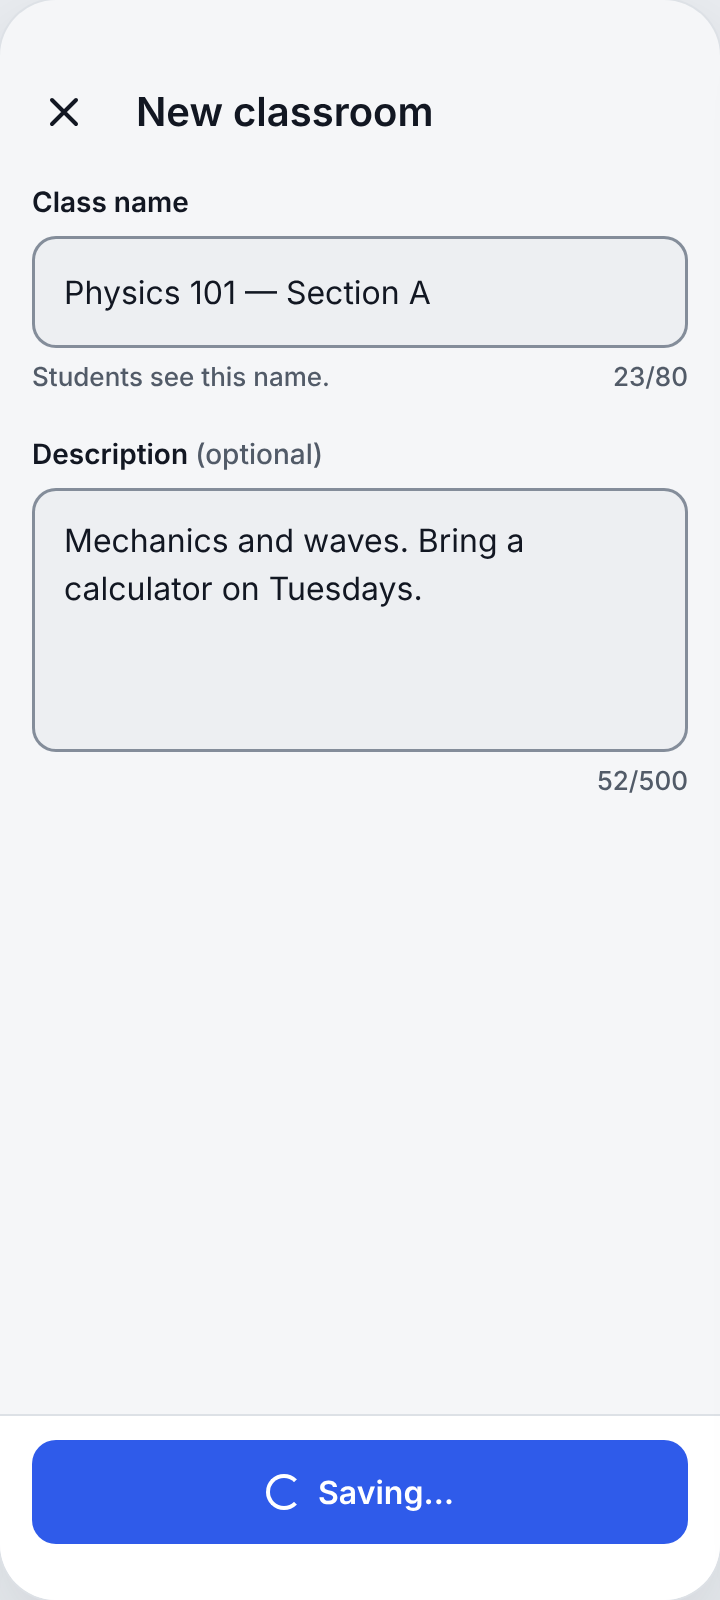 New classroom
Class name
Physics 101 — Section A
Students see this name. 23/80
Description (optional)
Mechanics and waves. Bring a
calculator on Tuesdays.
52/500
Saving...